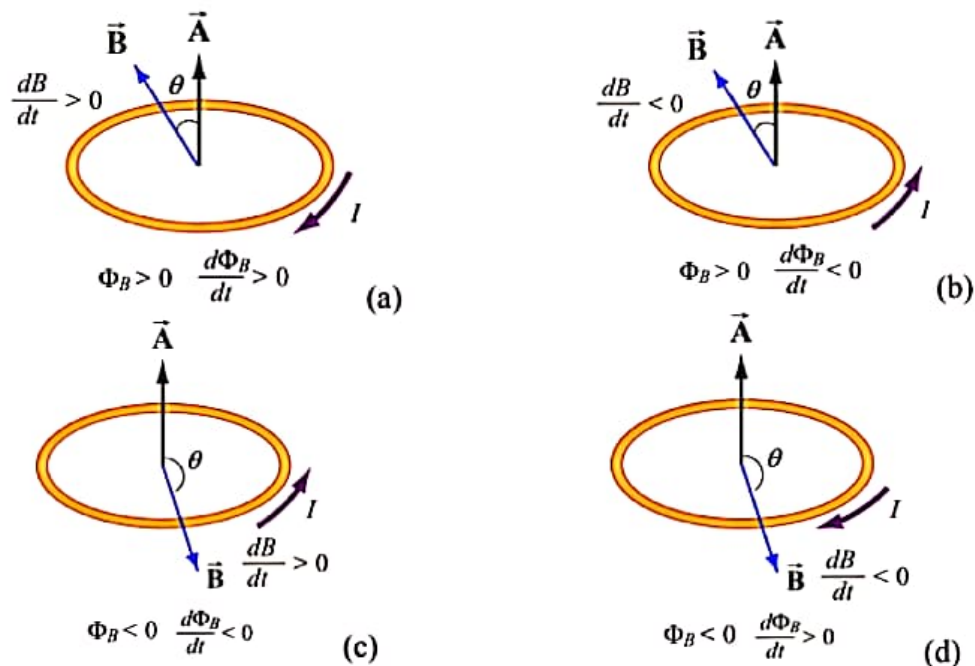 B⃗ A⃗
θ
dB/dt > 0
I
Φ_B > 0 dΦ_B/dt > 0
(a)
B⃗ A⃗
θ
dB/dt < 0
I
Φ_B > 0 dΦ_B/dt < 0
(b)
A⃗
θ
I
B⃗ dB/dt > 0
Φ_B < 0 dΦ_B/dt < 0
(c)
A⃗
θ
I
B⃗ dB/dt < 0
Φ_B < 0 dΦ_B/dt > 0
(d)